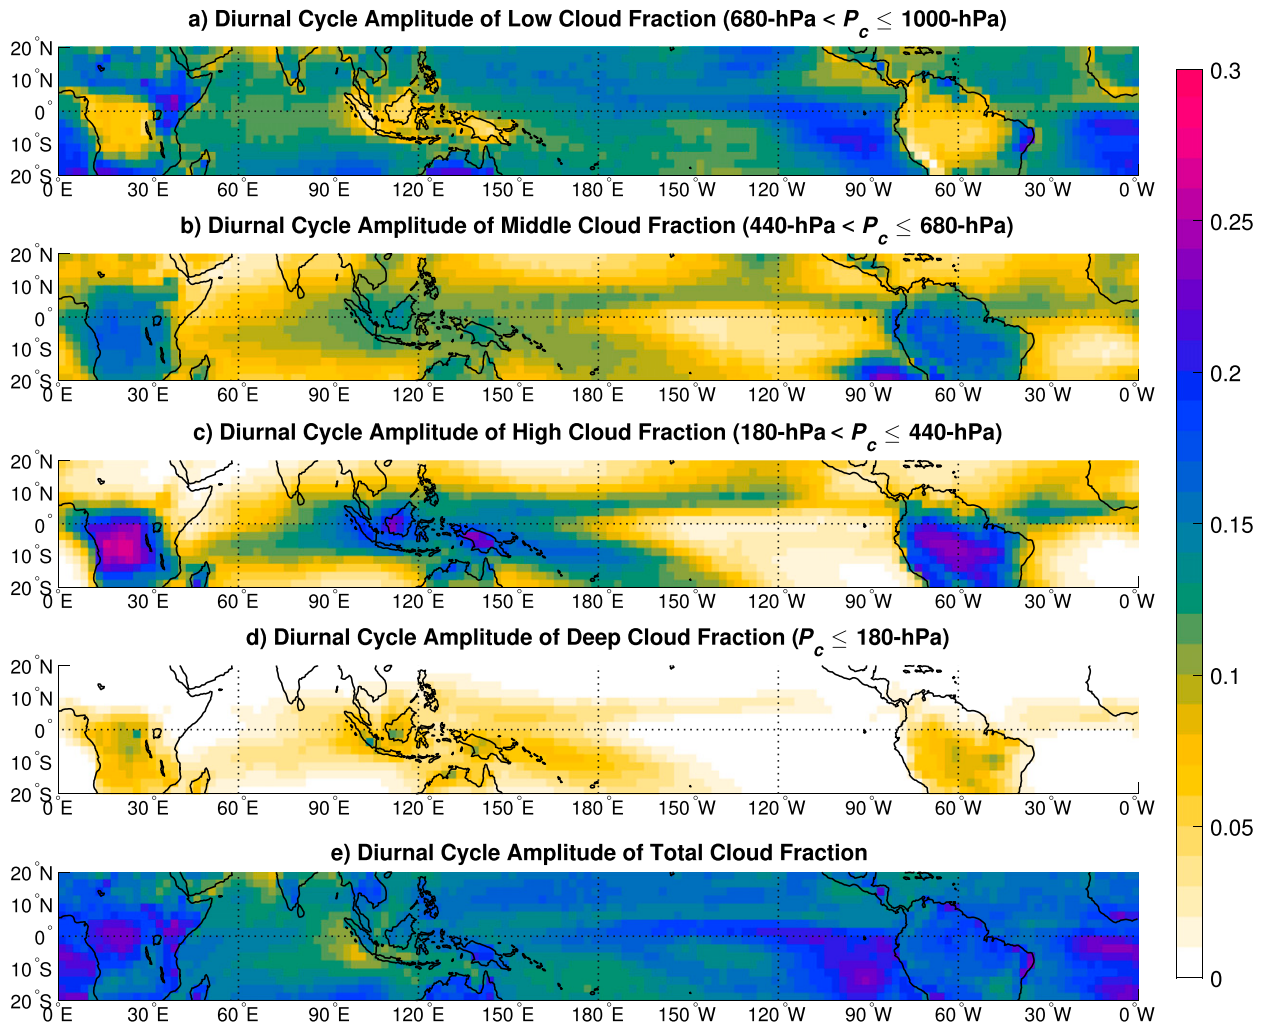 a) Diurnal Cycle Amplitude of Low Cloud Fraction (680-hPa < Pc ≤ 1000-hPa)
20°N
10°N
0°
10°S
20°S
0°E 30°E 60°E 90°E 120°E 150°E 180°E 150°W 120°W 90°W 60°W 30°W 0°W
b) Diurnal Cycle Amplitude of Middle Cloud Fraction (440-hPa < Pc ≤ 680-hPa)
20°N
10°N
0°
10°S
20°S
0°E 30°E 60°E 90°E 120°E 150°E 180°E 150°W 120°W 90°W 60°W 30°W 0°W
c) Diurnal Cycle Amplitude of High Cloud Fraction (180-hPa < Pc ≤ 440-hPa)
20°N
10°N
0°
10°S
20°S
0°E 30°E 60°E 90°E 120°E 150°E 180°E 150°W 120°W 90°W 60°W 30°W 0°W
d) Diurnal Cycle Amplitude of Deep Cloud Fraction (Pc ≤ 180-hPa)
20°N
10°N
0°
10°S
20°S
0°E 30°E 60°E 90°E 120°E 150°E 180°E 150°W 120°W 90°W 60°W 30°W 0°W
e) Diurnal Cycle Amplitude of Total Cloud Fraction
20°N
10°N
0°
10°S
20°S
0°E 30°E 60°E 90°E 120°E 150°E 180°E 150°W 120°W 90°W 60°W 30°W 0°W
0.3
0.25
0.2
0.15
0.1
0.05
0